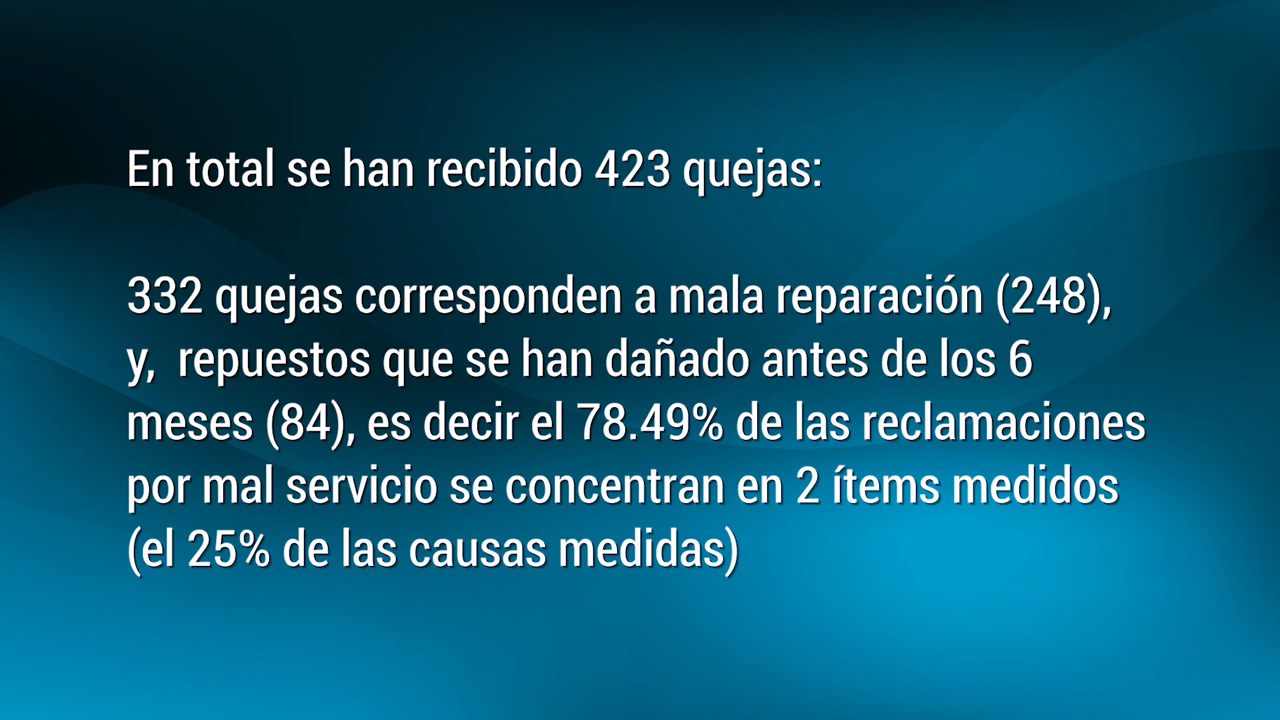 En total se han recibido 423 quejas:
332 quejas corresponden a mala reparación (248),
y, repuestos que se han dañado antes de los 6
meses (84), es decir el 78.49% de las reclamaciones
por mal servicio se concentran en 2 ítems medidos
(el 25% de las causas medidas)